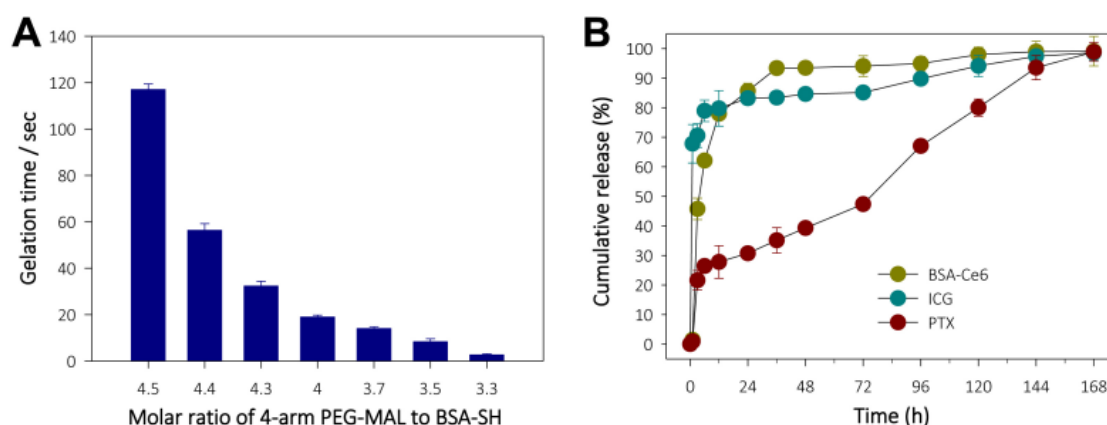 A
140
120
100
80
60
40
20
0
Gelation time / sec
4.5 4.4 4.3 4 3.7 3.5 3.3
Molar ratio of 4-arm PEG-MAL to BSA-SH
B
100
90
80
70
60
50
40
30
20
10
0
Cumulative release (%)
BSA-Ce6
ICG
PTX
0 24 48 72 96 120 144 168
Time (h)